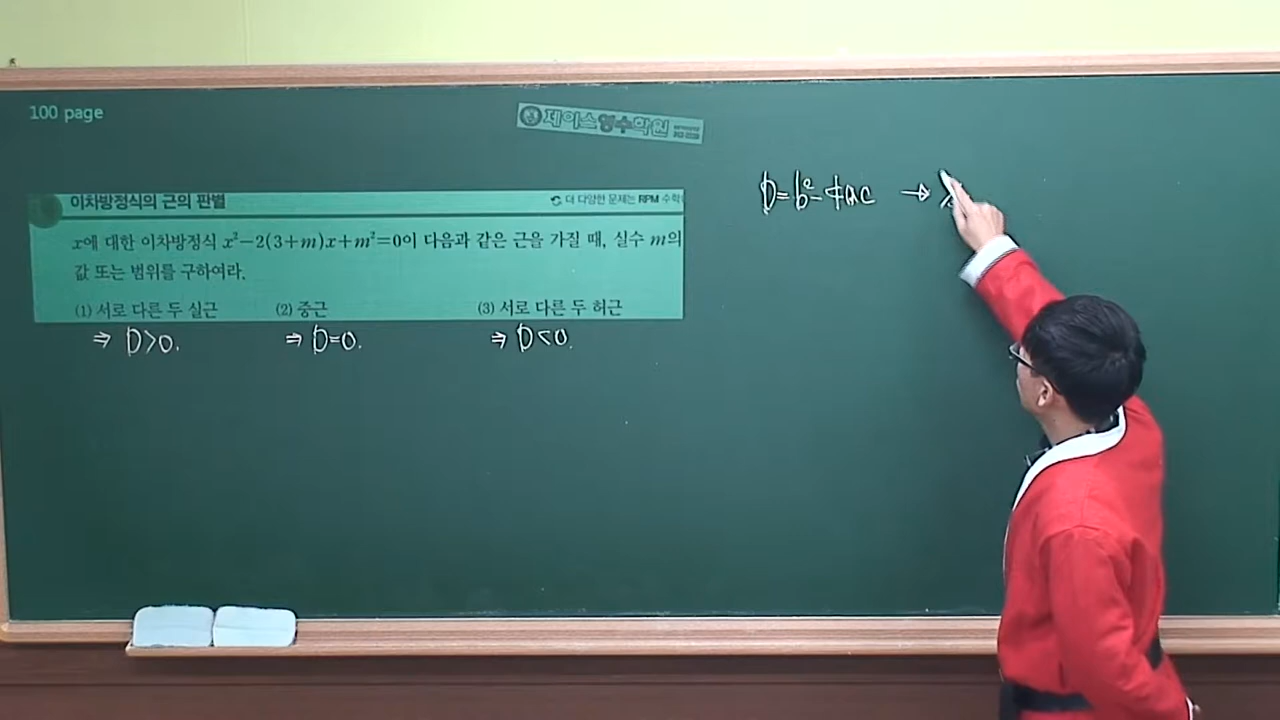 100 page
제이스영수학원
이차방정식의 근의 판별
더 다양한 문제는 RPM 수학
x에 대한 이차방정식 x²−2(3+m)x+m²=0이 다음과 같은 근을 가질 때, 실수 m의
값 또는 범위를 구하여라.
(1) 서로 다른 두 실근 (2) 중근 (3) 서로 다른 두 허근
⇒ D>0. ⇒ D=0. ⇒ D<0.
D=b²-4ac →